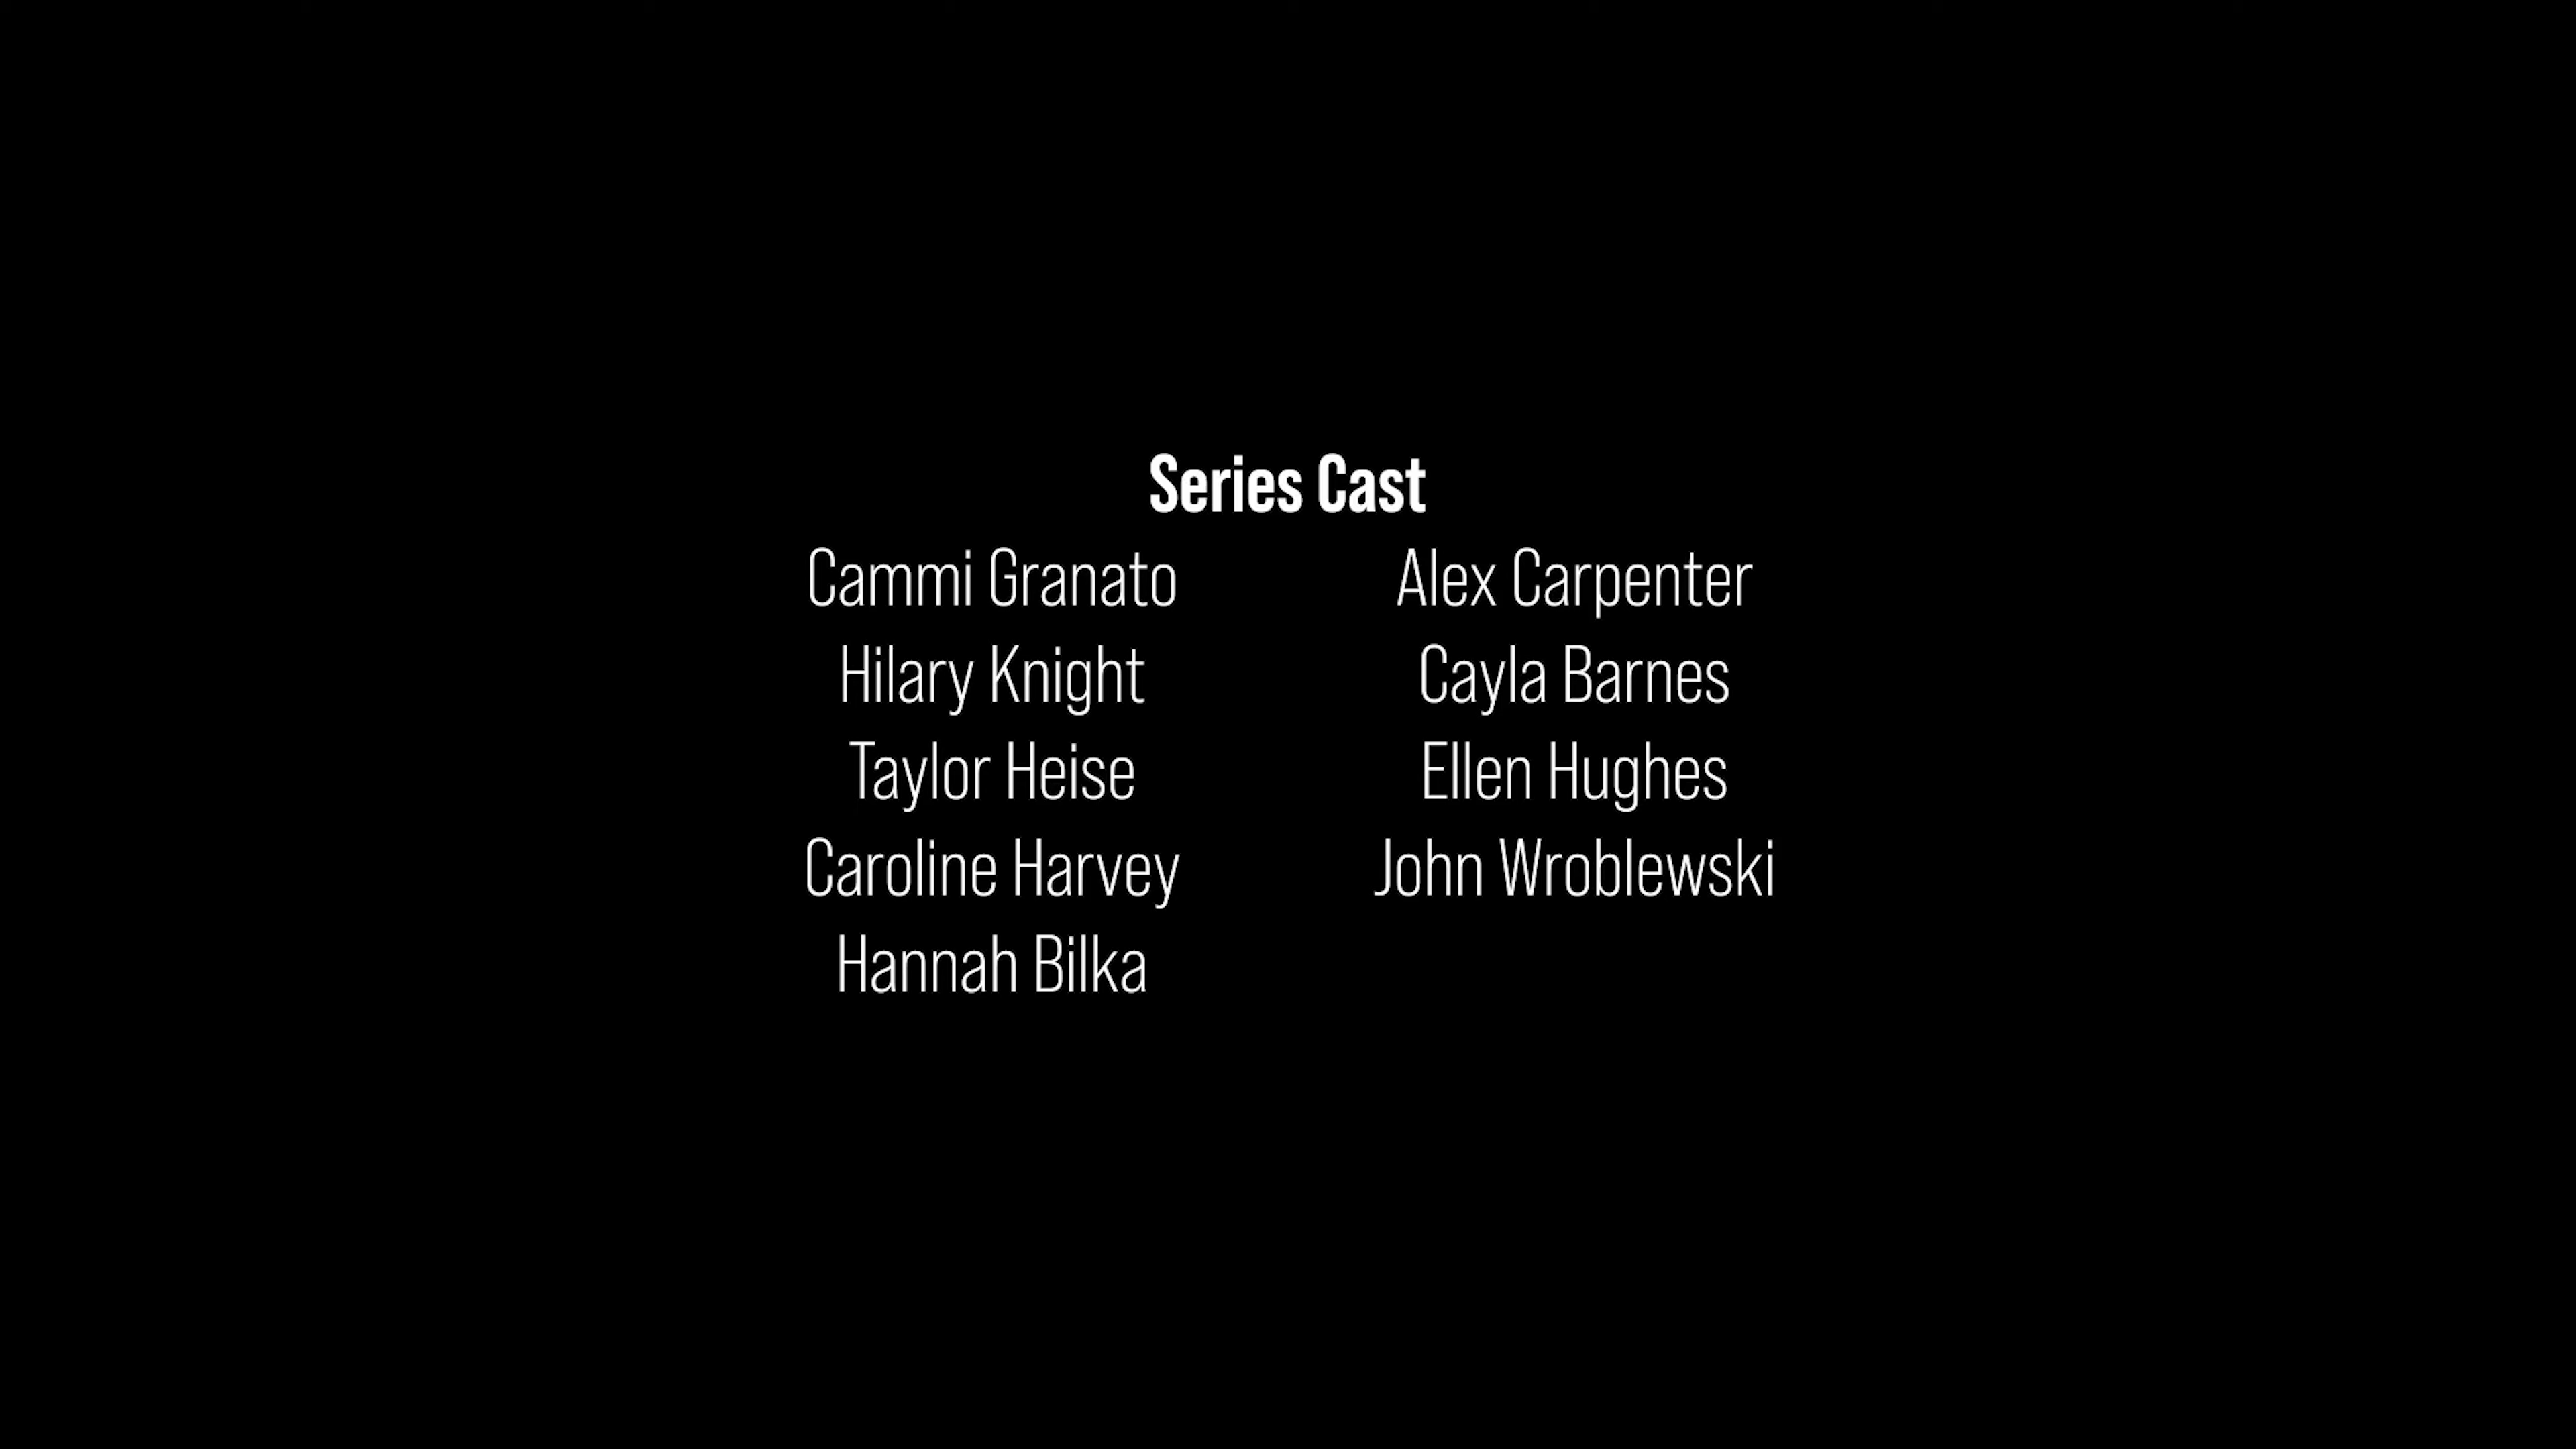 Series Cast
Cammi Granato
Hilary Knight
Taylor Heise
Caroline Harvey
Hannah Bilka
Alex Carpenter
Cayla Barnes
Ellen Hughes
John Wroblewski